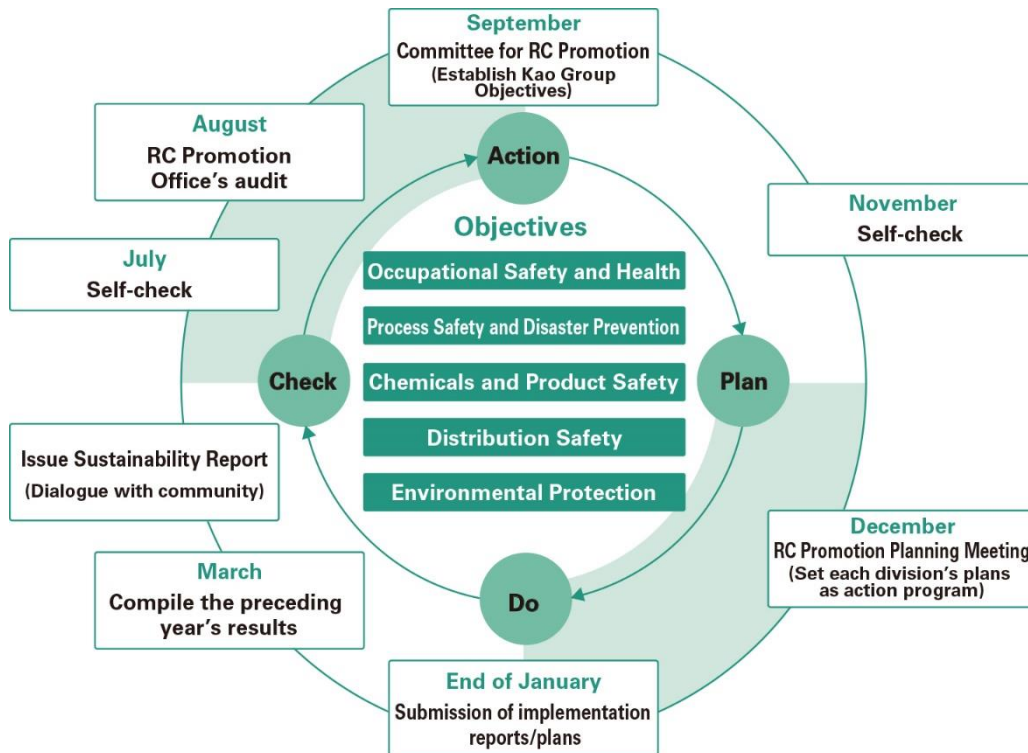 September
Committee for RC Promotion
(Establish Kao Group
Objectives)
Action
August
RC Promotion
Office's audit
November
Self-check
July
Self-check
Objectives
Occupational Safety and Health
Process Safety and Disaster Prevention
Chemicals and Product Safety
Distribution Safety
Environmental Protection
Check
Plan
Issue Sustainability Report
(Dialogue with community)
December
RC Promotion Planning Meeting
(Set each division's plans
as action program)
March
Compile the preceding
year's results
Do
End of January
Submission of implementation
reports/plans